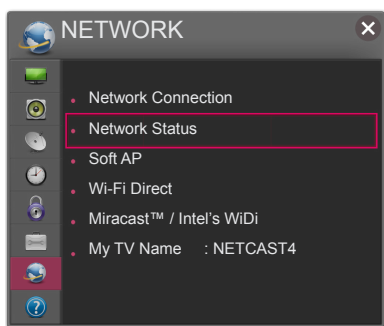 NETWORK
Network Connection
Network Status
Soft AP
Wi-Fi Direct
Miracast™ / Intel's WiDi
My TV Name : NETCAST4
?